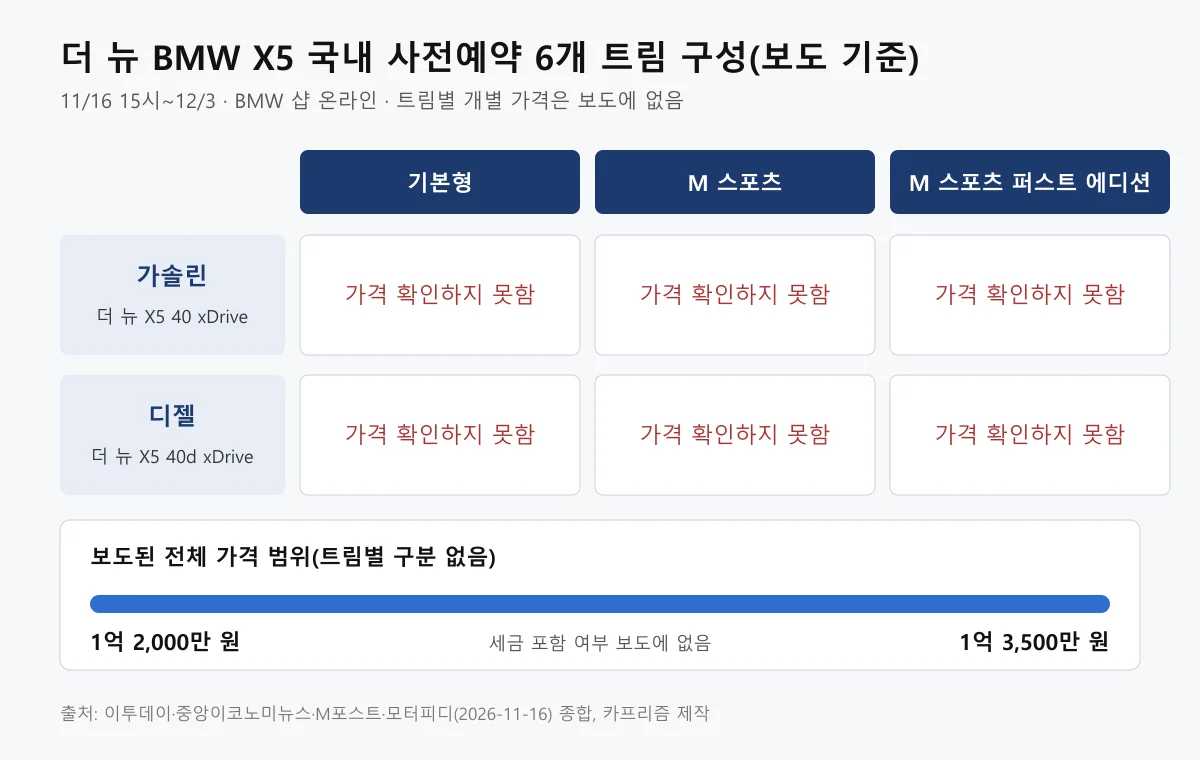 더 뉴 BMW X5 국내 사전예약 6개 트림 구성(보도 기준)
11/16 15시~12/3 · BMW 샵 온라인 · 트림별 개별 가격은 보도에 없음
기본형
M 스포츠
M 스포츠 퍼스트 에디션
가솔린
더 뉴 X5 40 xDrive
가격 확인하지 못함
가격 확인하지 못함
가격 확인하지 못함
디젤
더 뉴 X5 40d xDrive
가격 확인하지 못함
가격 확인하지 못함
가격 확인하지 못함
보도된 전체 가격 범위(트림별 구분 없음)
1억 2,000만 원
세금 포함 여부 보도에 없음
1억 3,500만 원
출처: 이투데이·중앙이코노미뉴스·M포스트·모터피디(2026-11-16) 종합, 카프리즘 제작